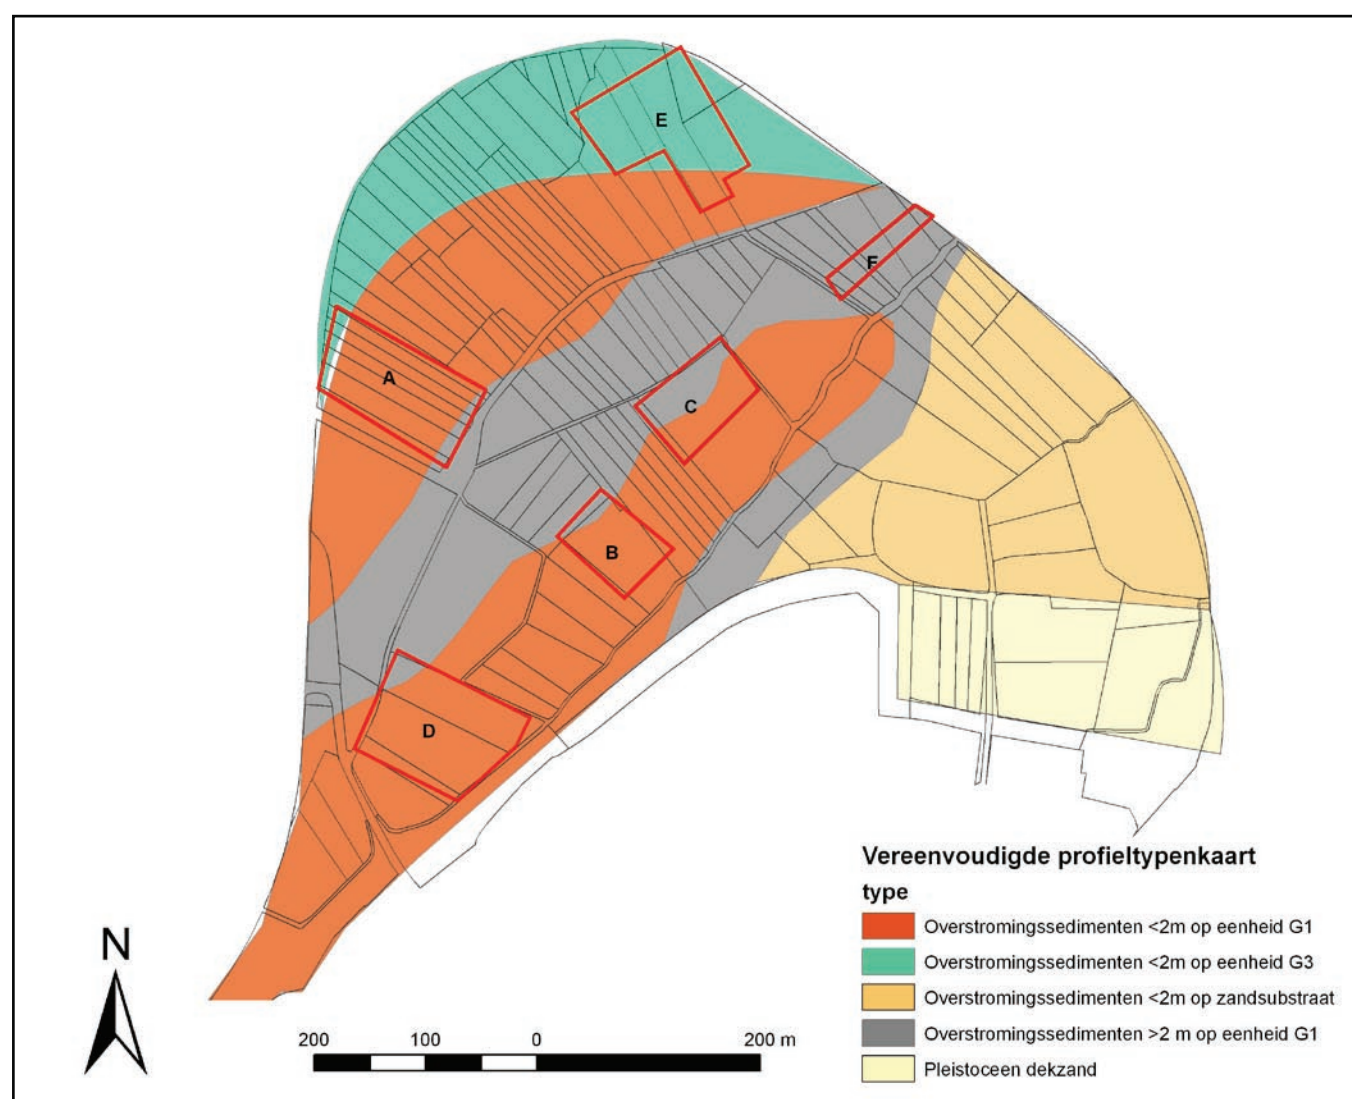 E
F
A
C
B
D
Vereenvoudigde profieltypenkaart
type
Overstromingssedimenten <2m op eenheid G1
Overstromingssedimenten <2m op eenheid G3
Overstromingssedimenten <2m op zandsubstraat
Overstromingssedimenten >2 m op eenheid G1
Pleistoceen dekzand
N
200 100 0 200 m